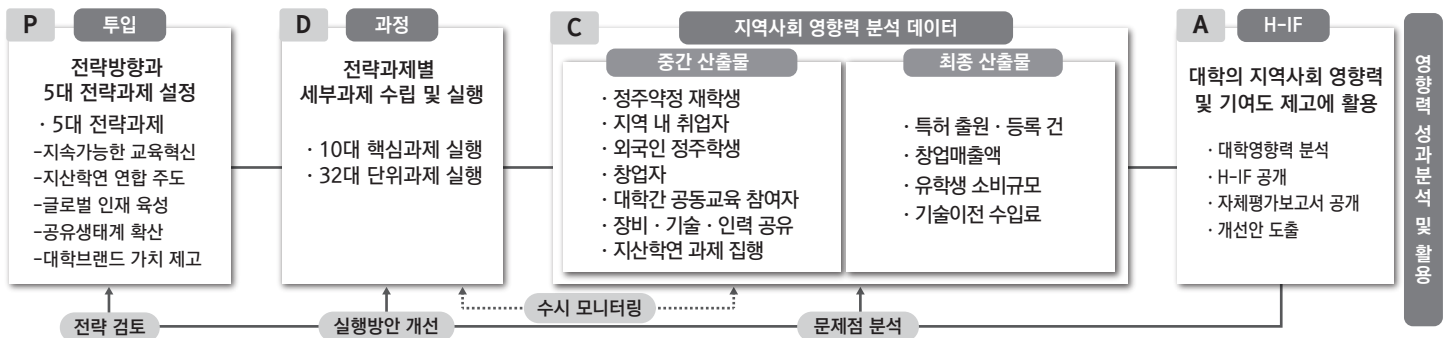 P 투입
전략방향과
5대 전략과제 설정
· 5대 전략과제
-지속가능한 교육혁신
-지산학연 연합 주도
-글로벌 인재 육성
-공유생태계 확산
-대학브랜드 가치 제고
D 과정
전략과제별
세부과제 수립 및 실행
· 10대 핵심과제 실행
· 32대 단위과제 실행
C 지역사회 영향력 분석 데이터
중간 산출물
· 정주약정 재학생
· 지역 내 취업자
· 외국인 정주학생
· 창업자
· 대학간 공동교육 참여자
· 장비 · 기술 · 인력 공유
· 지산학연 과제 집행
최종 산출물
· 특허 출원 · 등록 건
· 창업매출액
· 유학생 소비규모
· 기술이전 수입료
A H-IF
대학의 지역사회 영향력
및 기여도 제고에 활용
· 대학영향력 분석
· H-IF 공개
· 자체평가보고서 공개
· 개선안 도출
영향력 성과분석 및 활용
수시 모니터링
전략 검토
실행방안 개선
문제점 분석